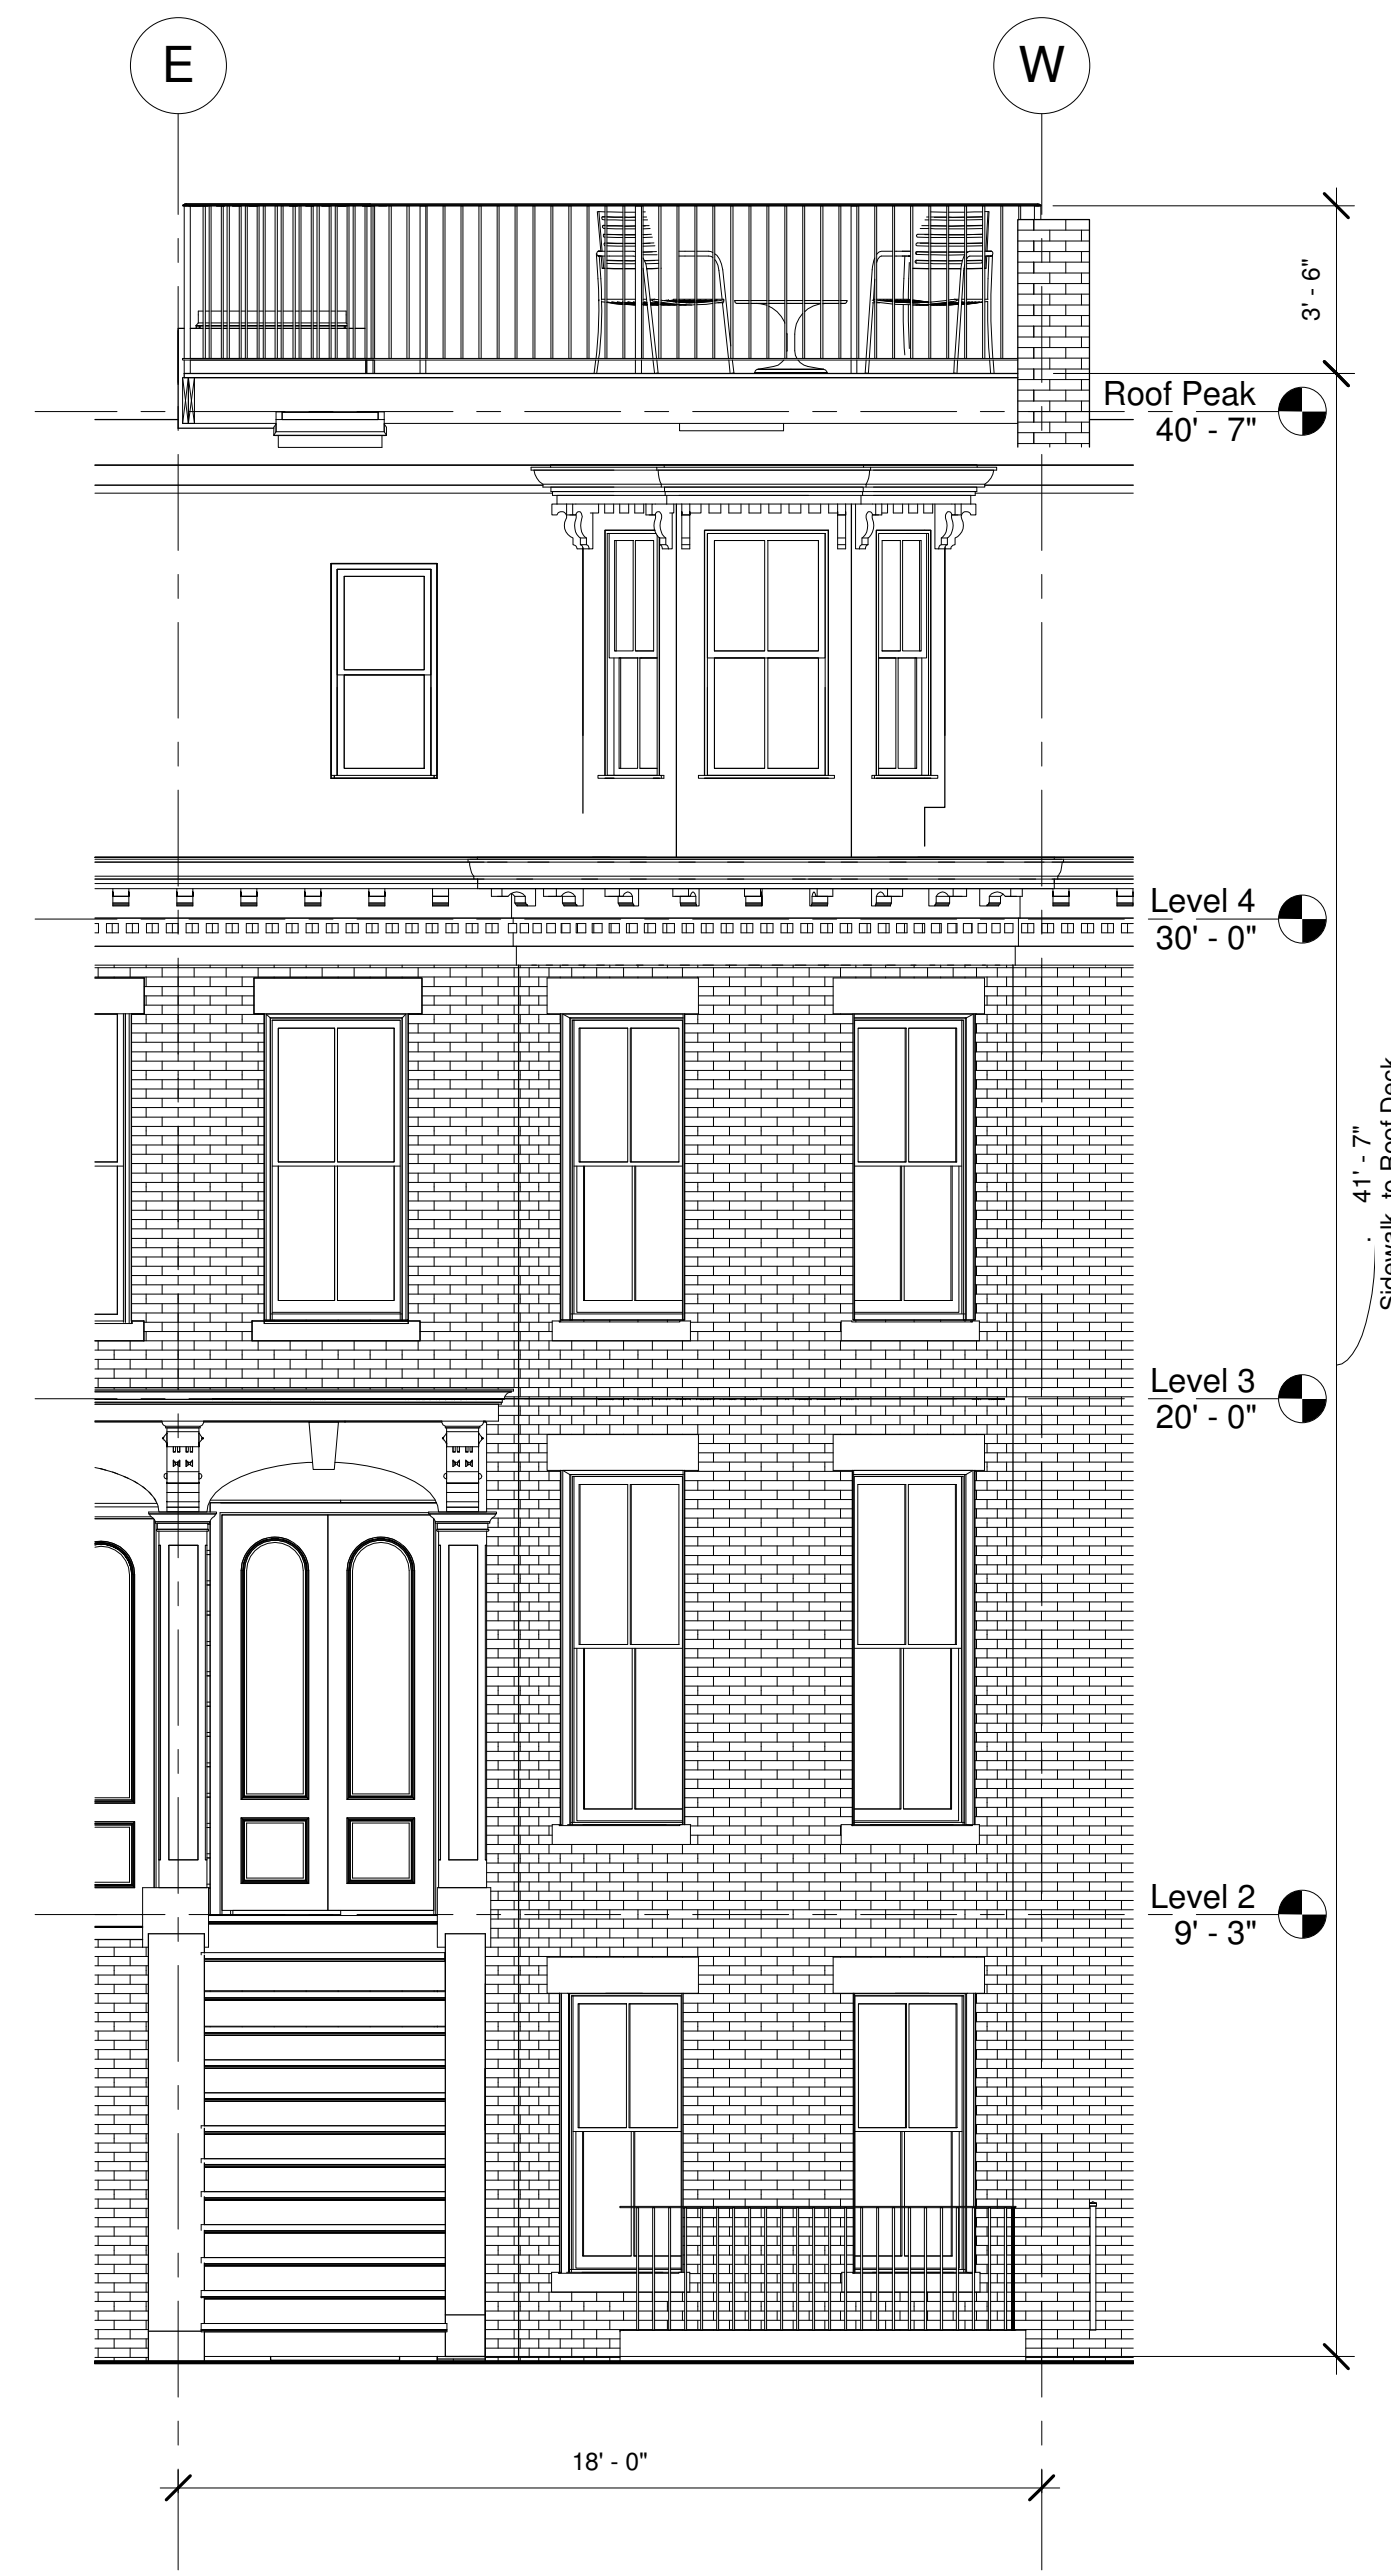 E
W
3' - 6"
Roof Peak
40' - 7"
Level 4
30' - 0"
41' - 7"
Sidewalk to Roof Deck
Level 3
20' - 0"
Level 2
9' - 3"
18' - 0"